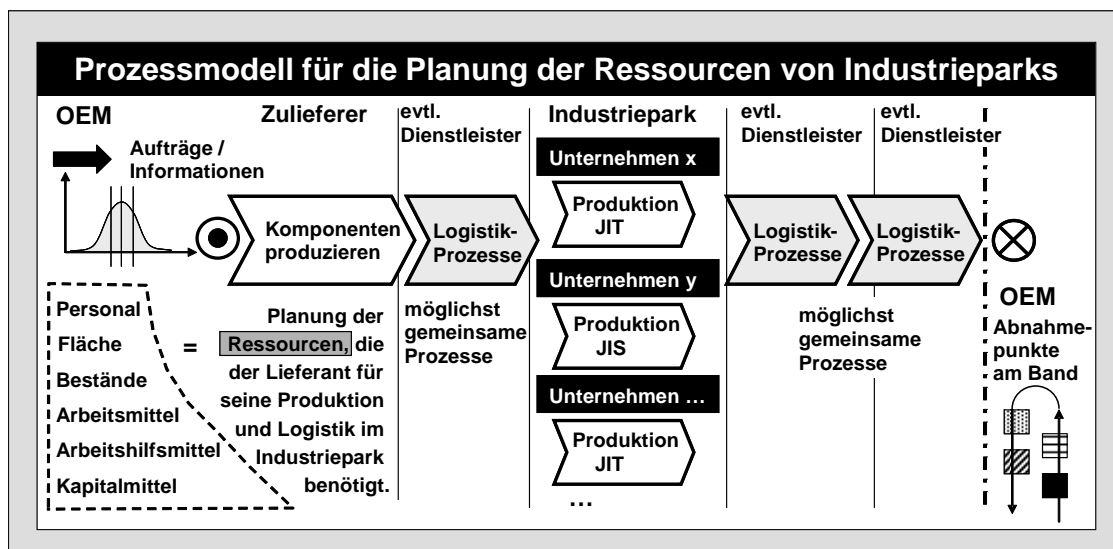 Prozessmodell für die Planung der Ressourcen von Industrieparks
OEM
Aufträge /
Informationen
Zulieferer
evtl.
Dienstleister
Industriepark
evtl.
Dienstleister
evtl.
Dienstleister
Komponenten
produzieren
Logistik-
Prozesse
Unternehmen x
Produktion
JIT
Unternehmen y
Produktion
JIS
Unternehmen ...
Produktion
JIT
...
Logistik-
Prozesse
Logistik-
Prozesse
möglichst
gemeinsame
Prozesse
möglichst
gemeinsame
Prozesse
Personal
Fläche
Bestände
Arbeitsmittel
Arbeitshilfsmittel
Kapitalmittel
=
Planung der
Ressourcen, die
der Lieferant für
seine Produktion
und Logistik im
Industriepark
benötigt.
OEM
Abnahme-
punkte
am Band